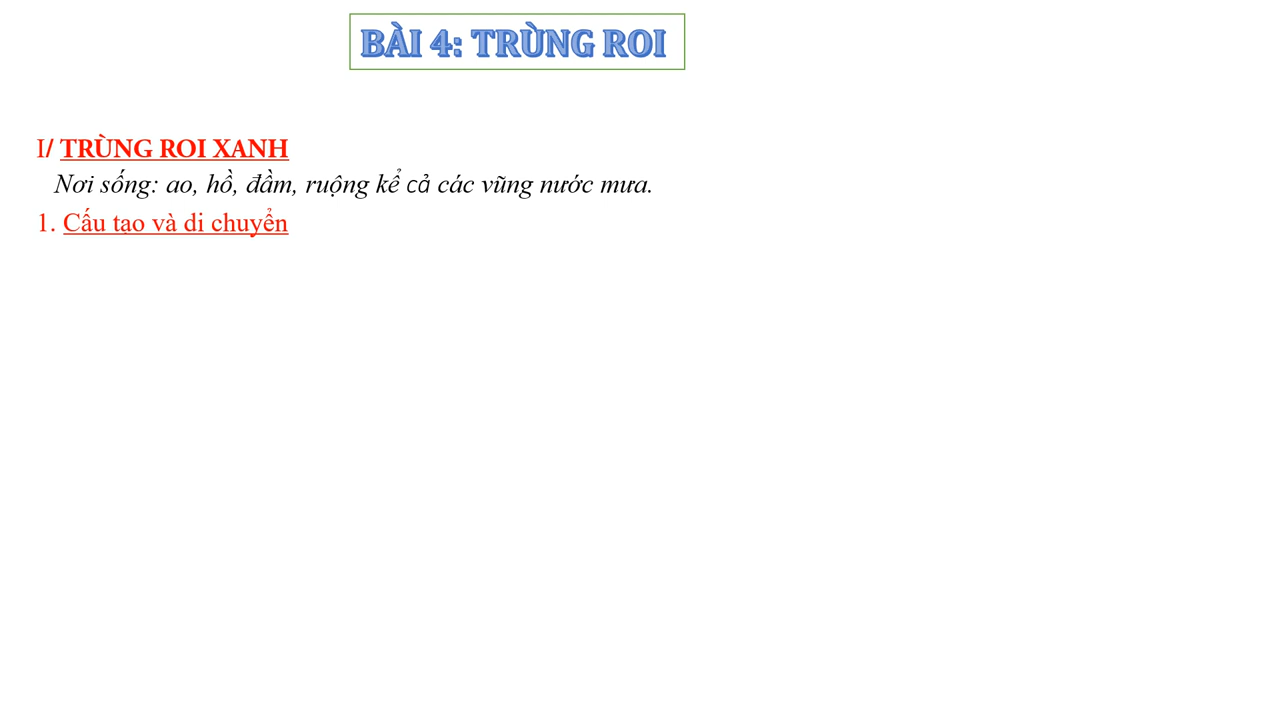 BÀI 4: TRÙNG ROI
I/ TRÙNG ROI XANH
Nơi sống: ao, hồ, đầm, ruộng kể cả các vũng nước mưa.
1. Cấu tạo và di chuyển